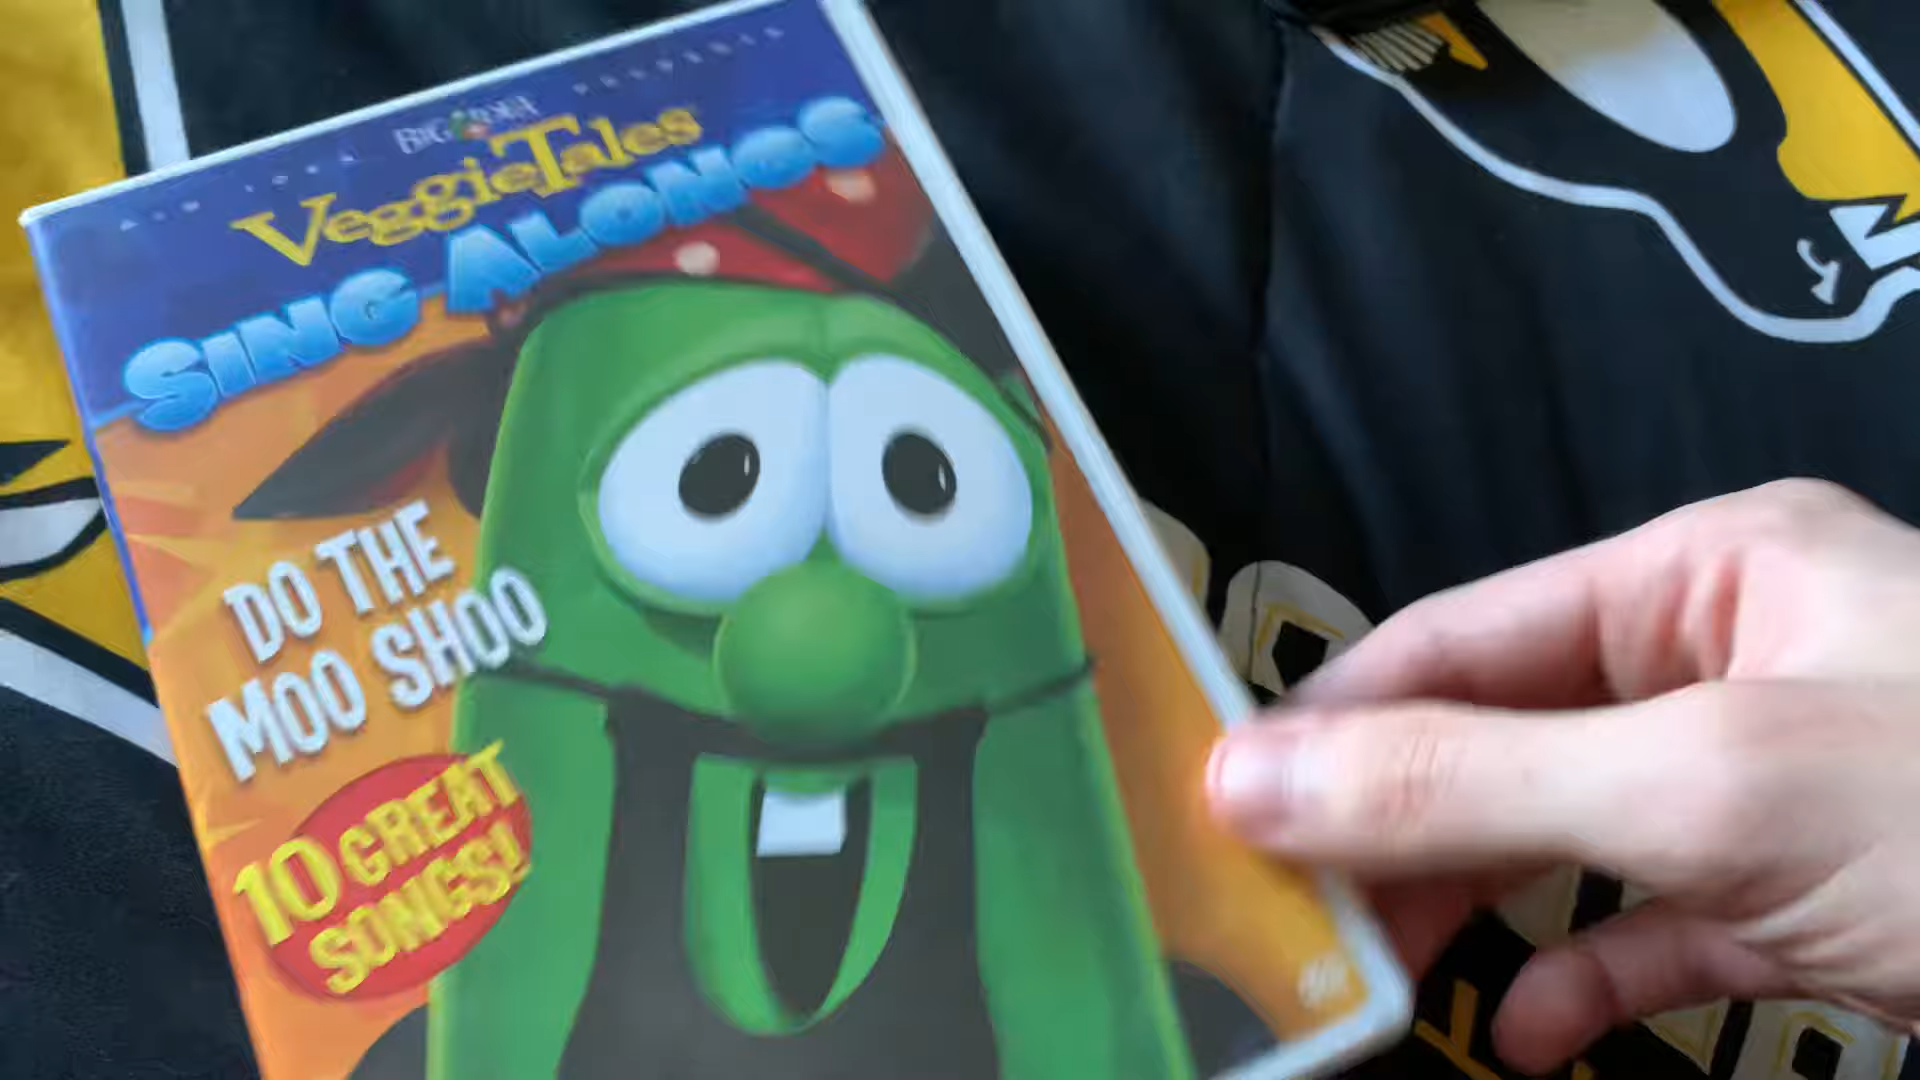 BIG IDEA PRESENTS
VeggieTales
SING ALONGS
DO THE
MOO SHOO
10 GREAT
SONGS!